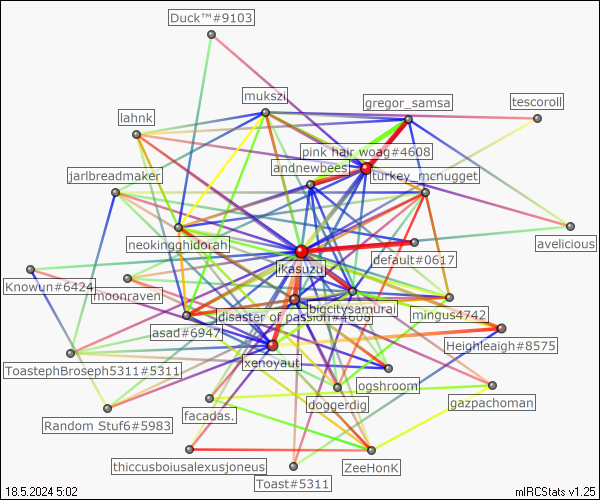 Duck™#9103
mukszi
gregor_samsa
tescoroll
lahnk
pink hair woag#4608
andnewbees
turkey_mcnugget
jarlbreadmaker
neokingghidorah
avelicious
default#0617
ikasuzu
Knowun#6424
moonraven
bigcitysamurai
disaster of passion#4608
mingus4742
asad#6947
Heighleaigh#8575
xenoyaut
ToastephBroseph5311#5311
ogshroom
gazpachoman
doggerdig
facadas.
Random Stuf6#5983
thiccusboiusalexusjoneus
ZeeHonK
Toast#5311
18.5.2024 5:02
mIRCStats v1.25